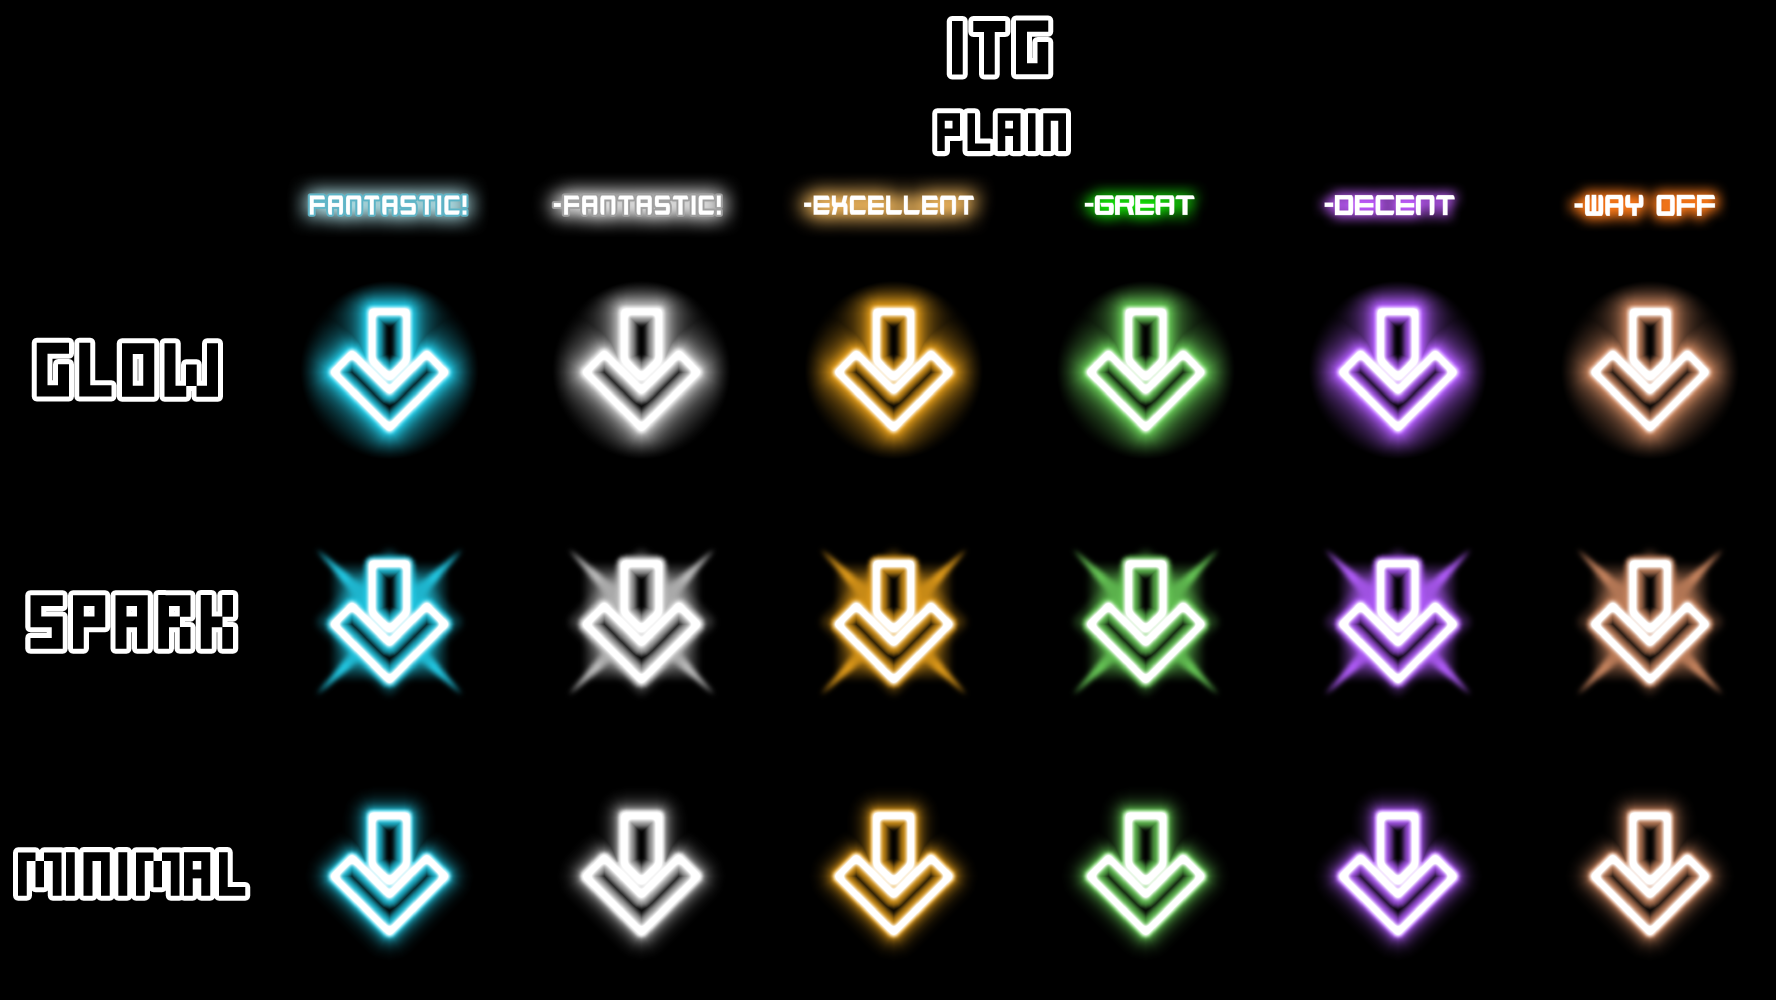 ITG
PLAIN
FANTASTIC! -FANTASTIC! -EXCELLENT -GREAT -DECENT -WAY OFF
GLOW
SPARK
MINIMAL